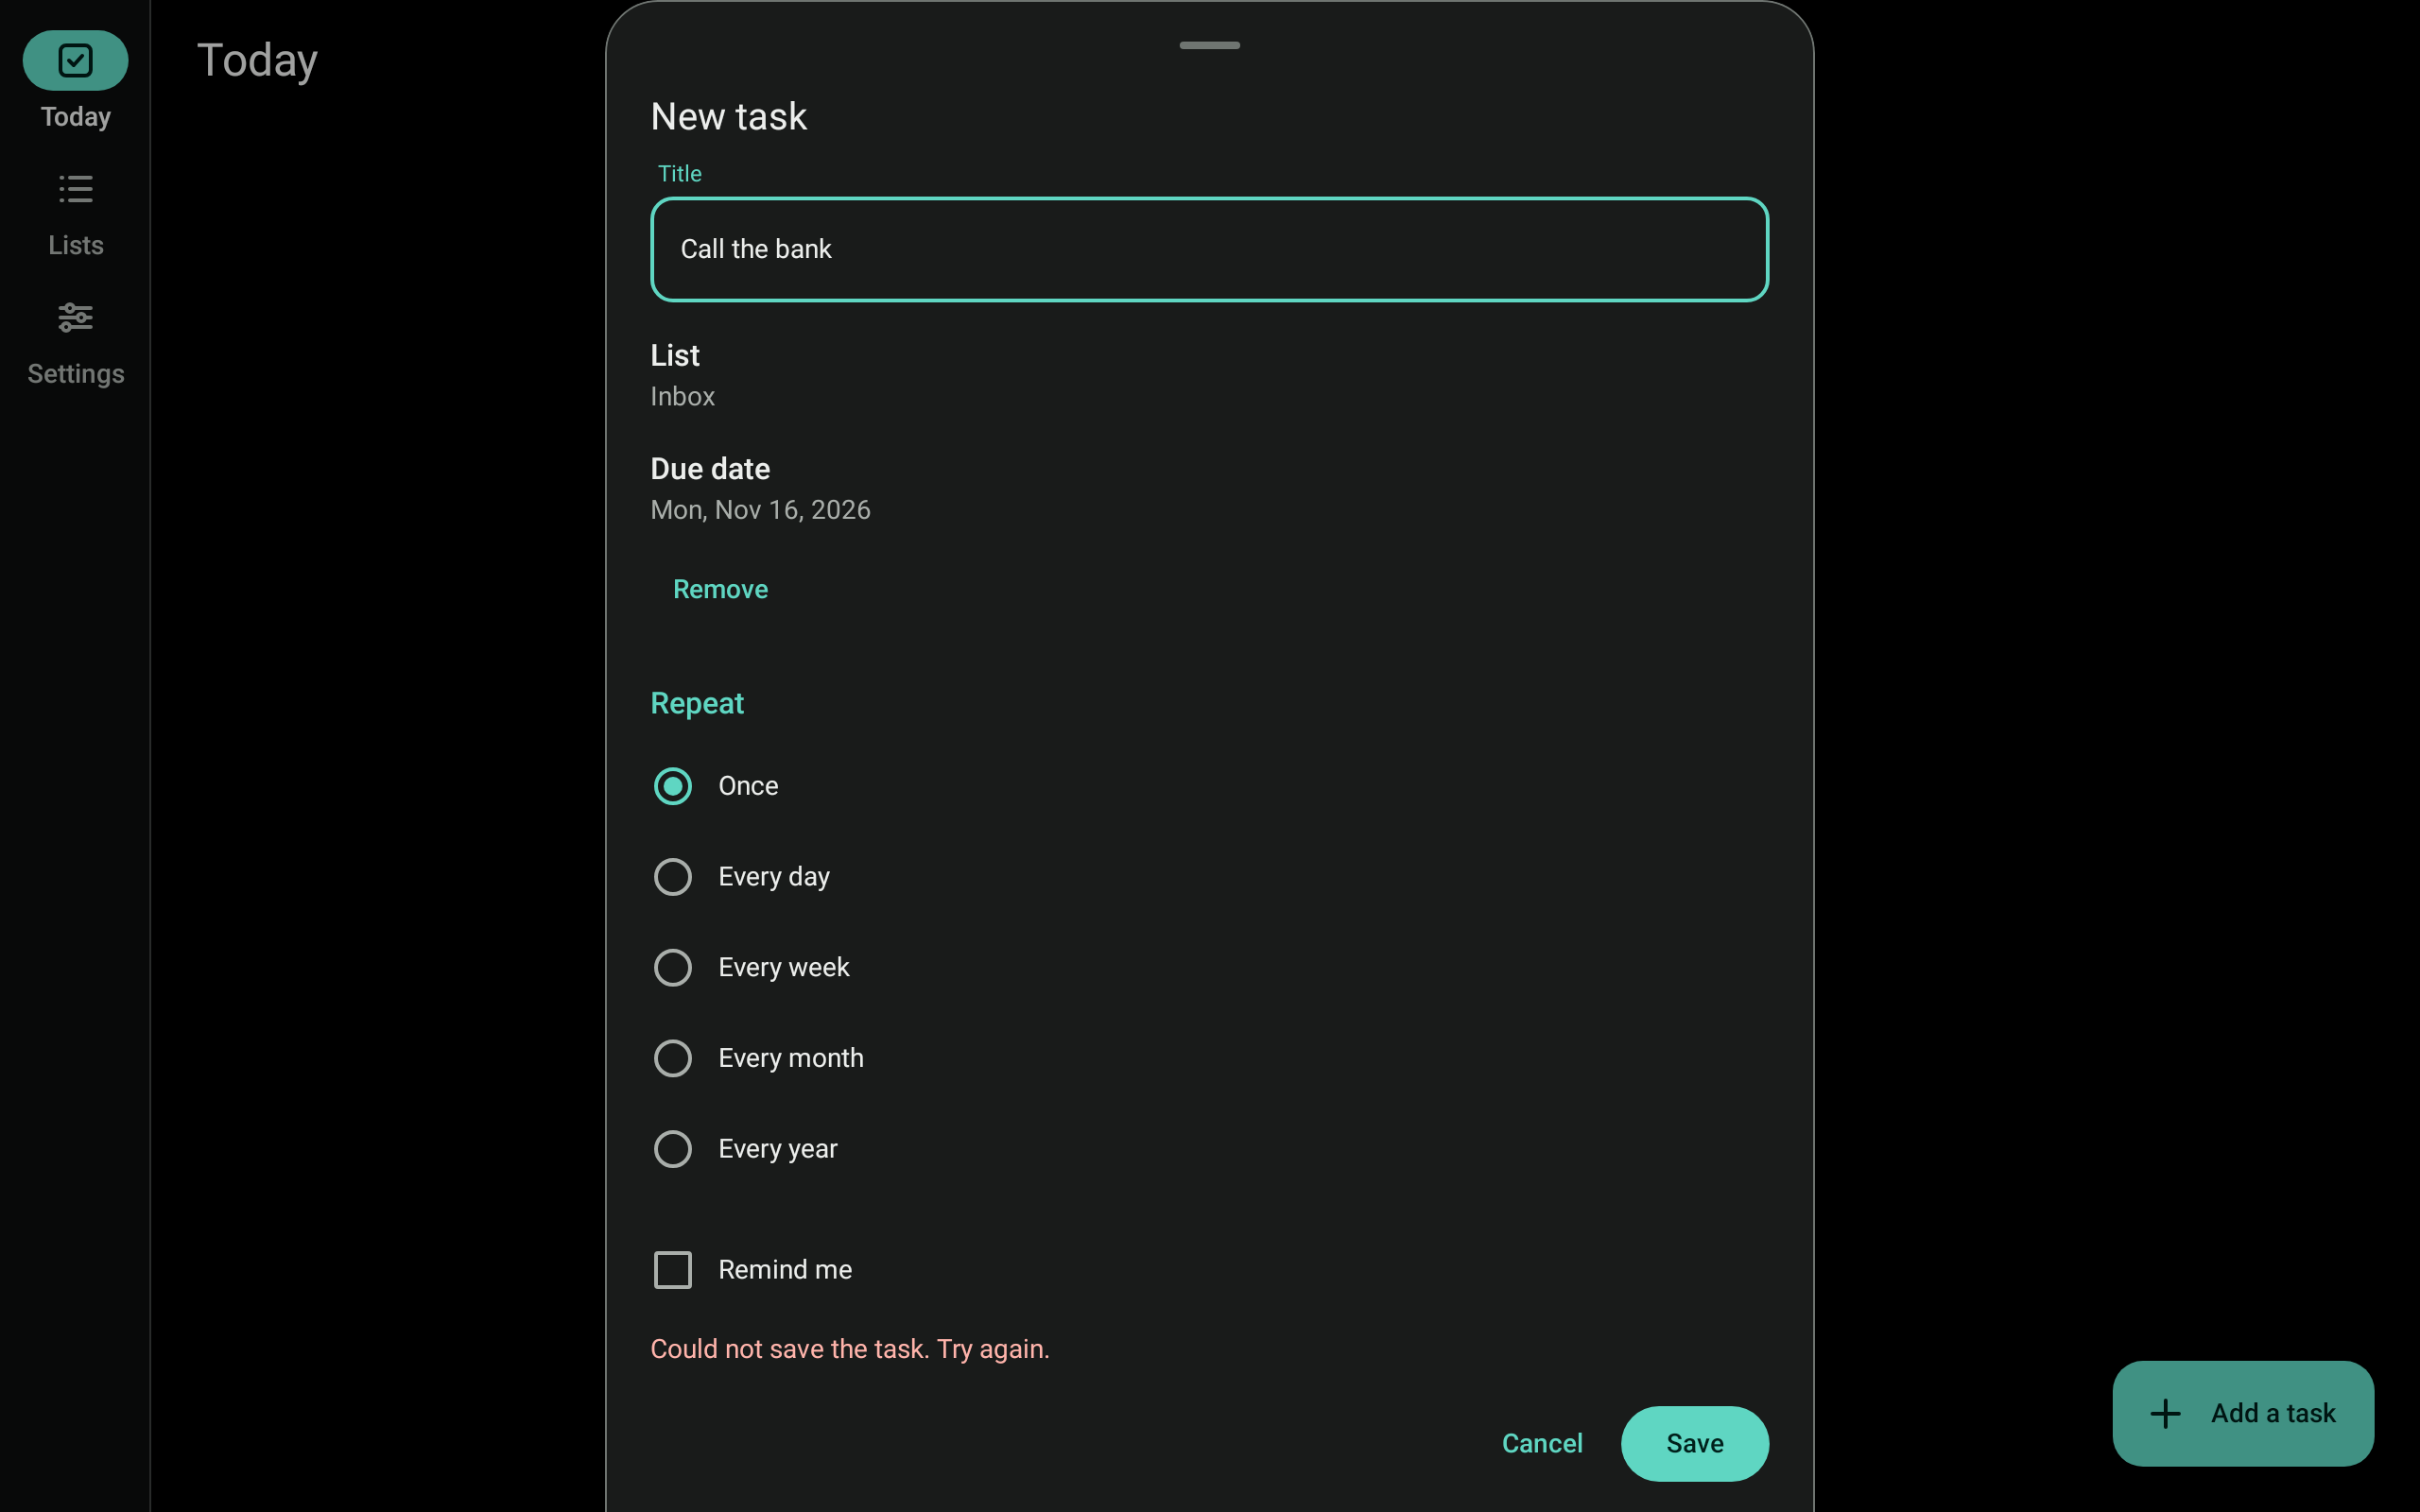 Today
Lists
Settings
Today
New task
Title
Call the bank
List
Inbox
Due date
Mon, Nov 16, 2026
Remove
Repeat
Once
Every day
Every week
Every month
Every year
Remind me
Could not save the task. Try again.
Cancel
Save
Add a task